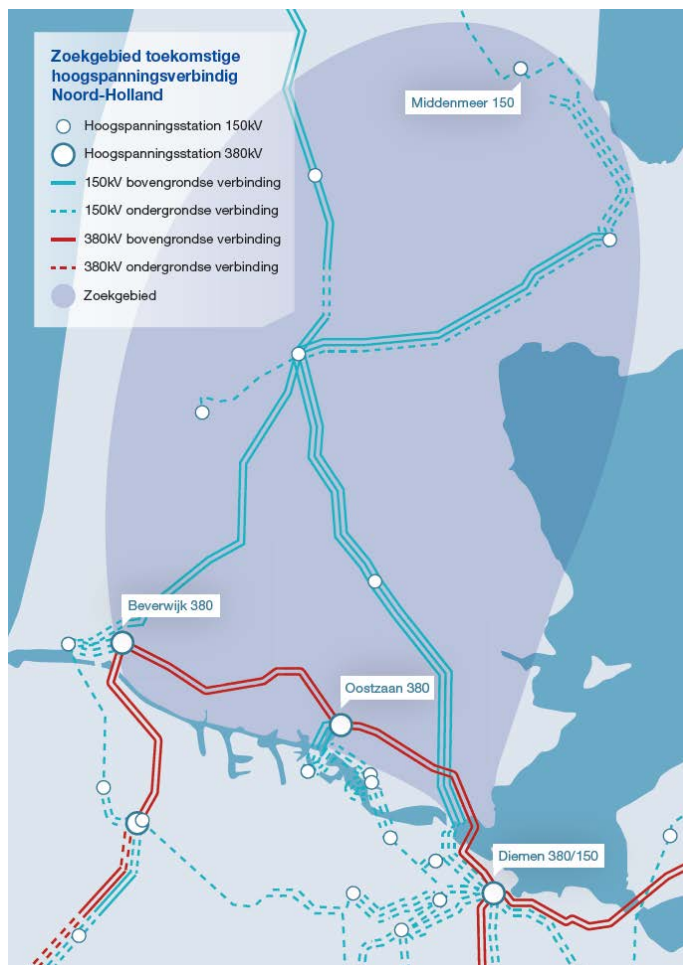 Zoekgebied toekomstige
hoogspanningsverbindig
Noord-Holland
Hoogspanningsstation 150kV
Hoogspanningsstation 380kV
150kV bovengrondse verbinding
150kV ondergrondse verbinding
380kV bovengrondse verbinding
380kV ondergrondse verbinding
Zoekgebied
Middenmeer 150
Beverwijk 380
Oostzaan 380
Diemen 380/150